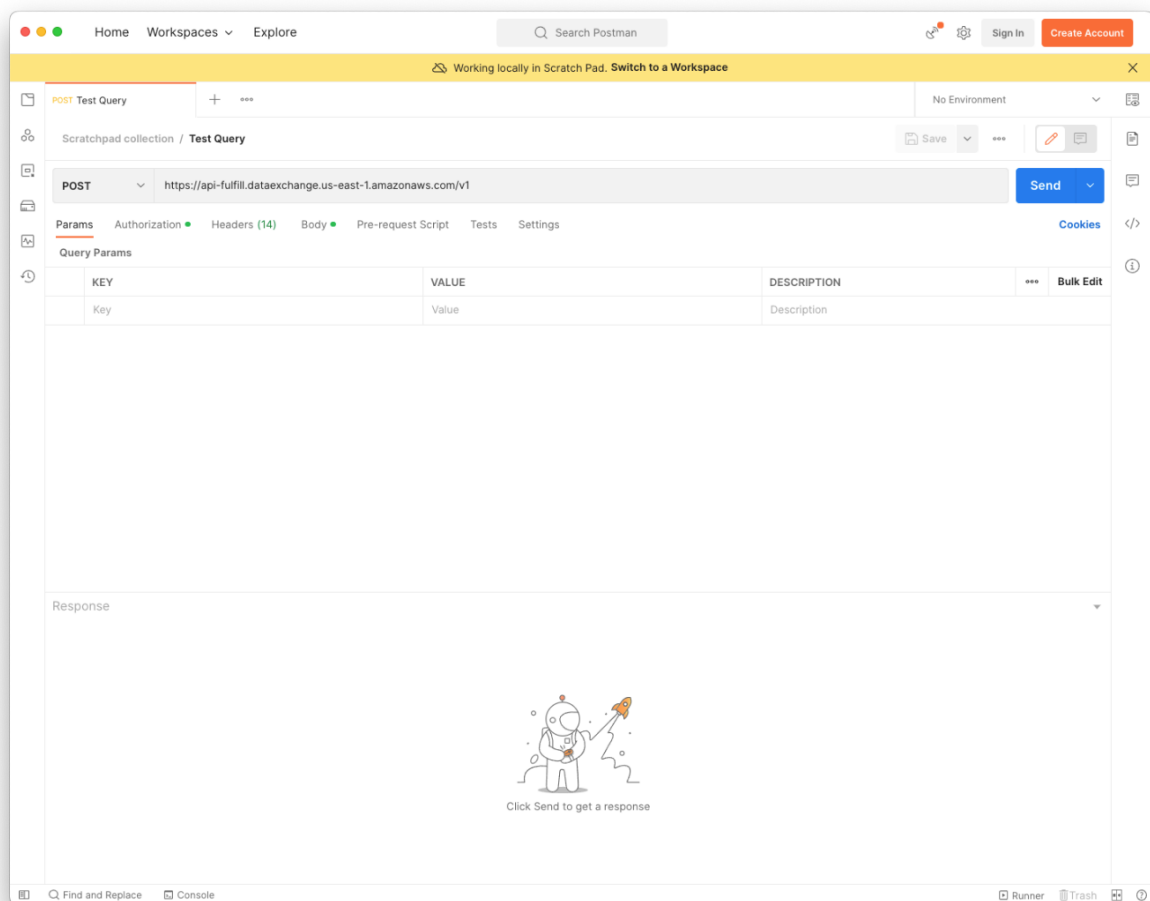 Home Workspaces Explore Search Postman Sign In Create Account
Working locally in Scratch Pad. Switch to a Workspace
POST Test Query No Environment
Scratchpad collection / Test Query Save
POST https://api-fulfill.dataexchange.us-east-1.amazonaws.com/v1 Send
Params Authorization Headers (14) Body Pre-request Script Tests Settings Cookies
Query Params
KEY VALUE DESCRIPTION Bulk Edit
Key Value Description
Response
Click Send to get a response
Find and Replace Console Runner Trash